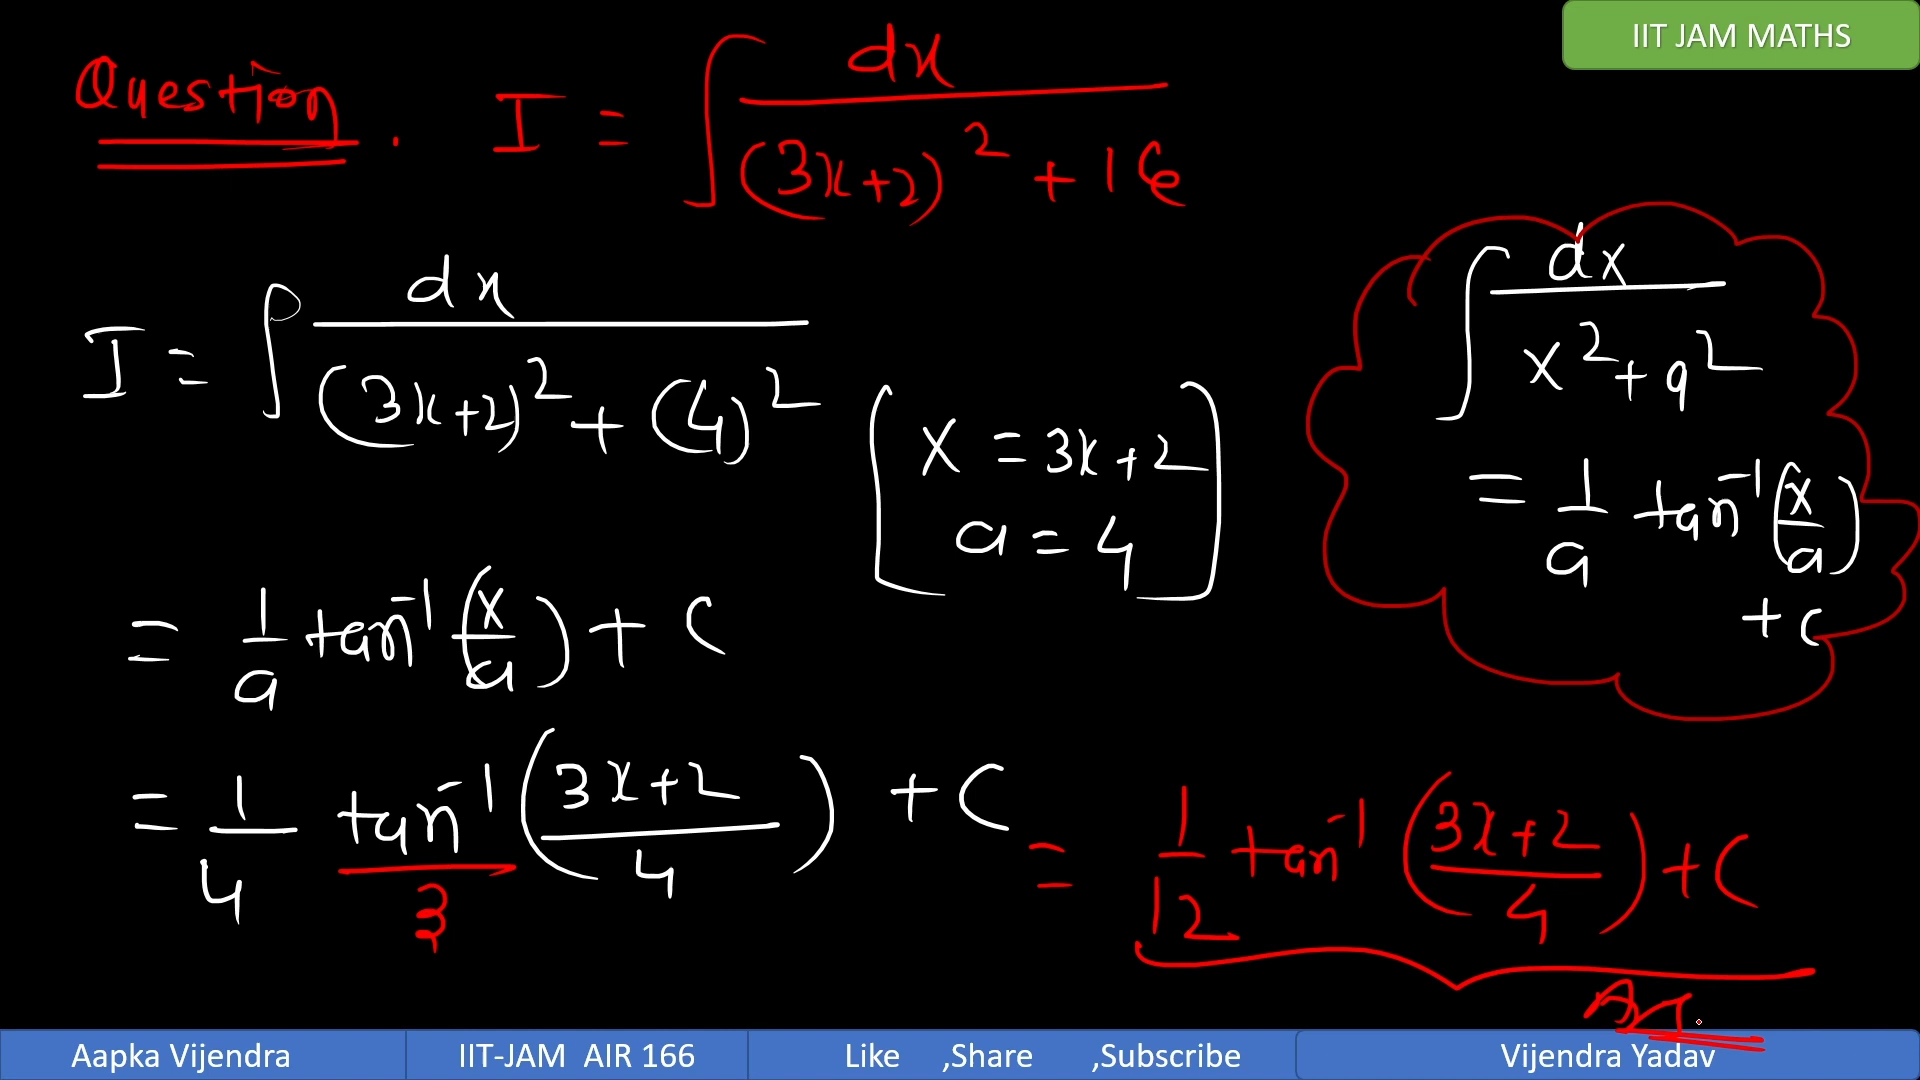 IIT JAM MATHS
Question . I = ∫ dx / ((3x+2)² + 16)
I = ∫ dx / ((3x+2)² + (4)²) [X = 3x+2
a = 4]
= 1/a tan⁻¹(x/a) + C
= 1/4 tan⁻¹/3 ((3x+2)/4) + C = 1/12 tan⁻¹((3x+2)/4) + C
∫ dx / (x² + a²)
= 1/a tan⁻¹(x/a)
+ C
Aapka Vijendra
IIT-JAM AIR 166
Like ,Share ,Subscribe
Vijendra Yadav